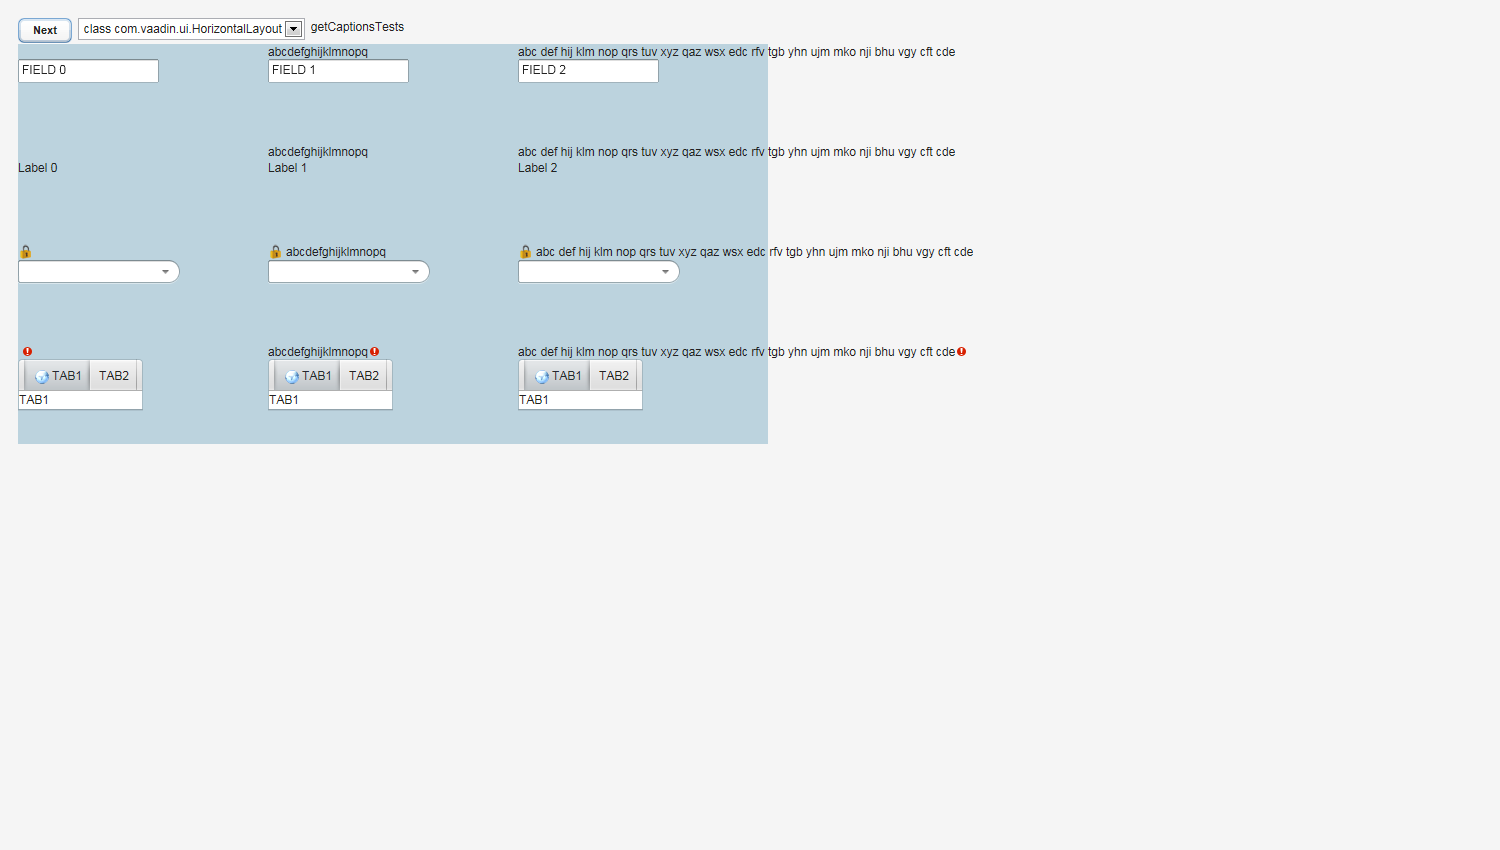 Next class com.vaadin.ui.HorizontalLayout getCaptionsTests
abcdefghijklmnopq abc def hij klm nop qrs tuv xyz qaz wsx edc rfv tgb yhn ujm mko nji bhu vgy cft cde
FIELD 0 FIELD 1 FIELD 2
abcdefghijklmnopq abc def hij klm nop qrs tuv xyz qaz wsx edc rfv tgb yhn ujm mko nji bhu vgy cft cde
Label 0 Label 1 Label 2
abcdefghijklmnopq abc def hij klm nop qrs tuv xyz qaz wsx edc rfv tgb yhn ujm mko nji bhu vgy cft cde
abcdefghijklmnopq abc def hij klm nop qrs tuv xyz qaz wsx edc rfv tgb yhn ujm mko nji bhu vgy cft cde
TAB1 TAB2 TAB1 TAB2 TAB1 TAB2
TAB1 TAB1 TAB1